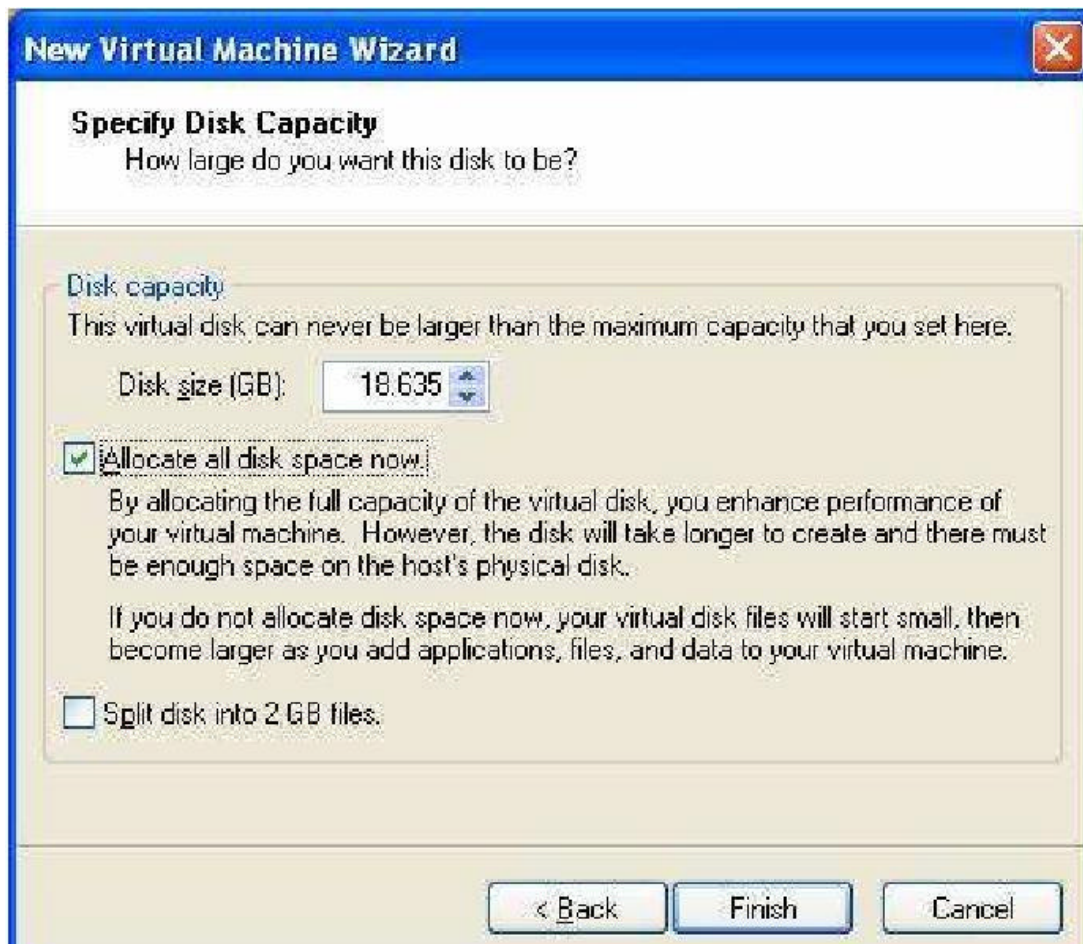 New Virtual Machine Wizard
Specify Disk Capacity
How large do you want this disk to be?
Disk capacity
This virtual disk can never be larger than the maximum capacity that you set here.
Disk size (GB): 18.635
Allocate all disk space now.
By allocating the full capacity of the virtual disk, you enhance performance of
your virtual machine. However, the disk will take longer to create and there must
be enough space on the host's physical disk.
If you do not allocate disk space now, your virtual disk files will start small, then
become larger as you add applications, files, and data to your virtual machine.
Split disk into 2 GB files.
< Back Finish Cancel